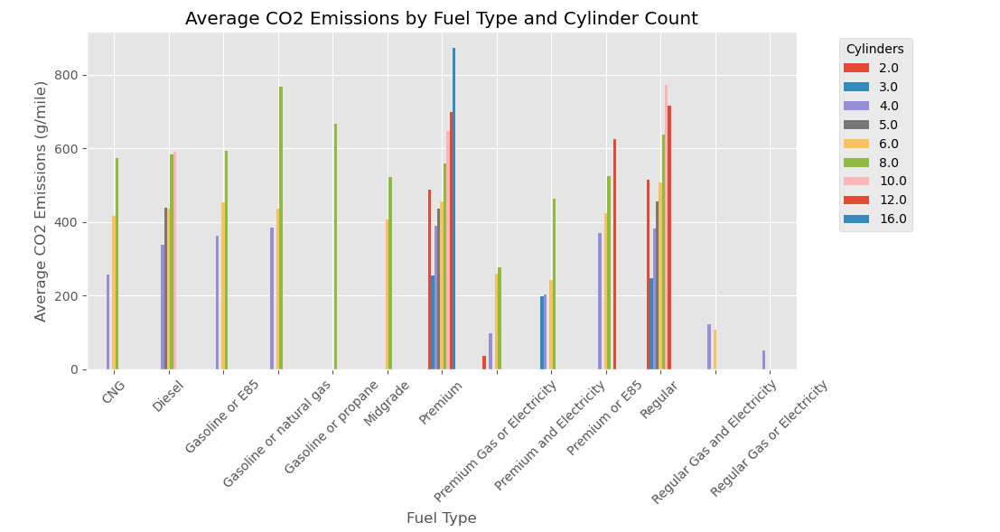 Average CO2 Emissions by Fuel Type and Cylinder Count
Average CO2 Emissions (g/mile)
800
600
400
200
0
CNG
Diesel
Gasoline or E85
Gasoline or natural gas
Gasoline or propane
Midgrade
Premium
Premium Gas or Electricity
Premium and Electricity
Premium or E85
Regular
Regular Gas and Electricity
Regular Gas or Electricity
Fuel Type
Cylinders
2.0
3.0
4.0
5.0
6.0
8.0
10.0
12.0
16.0